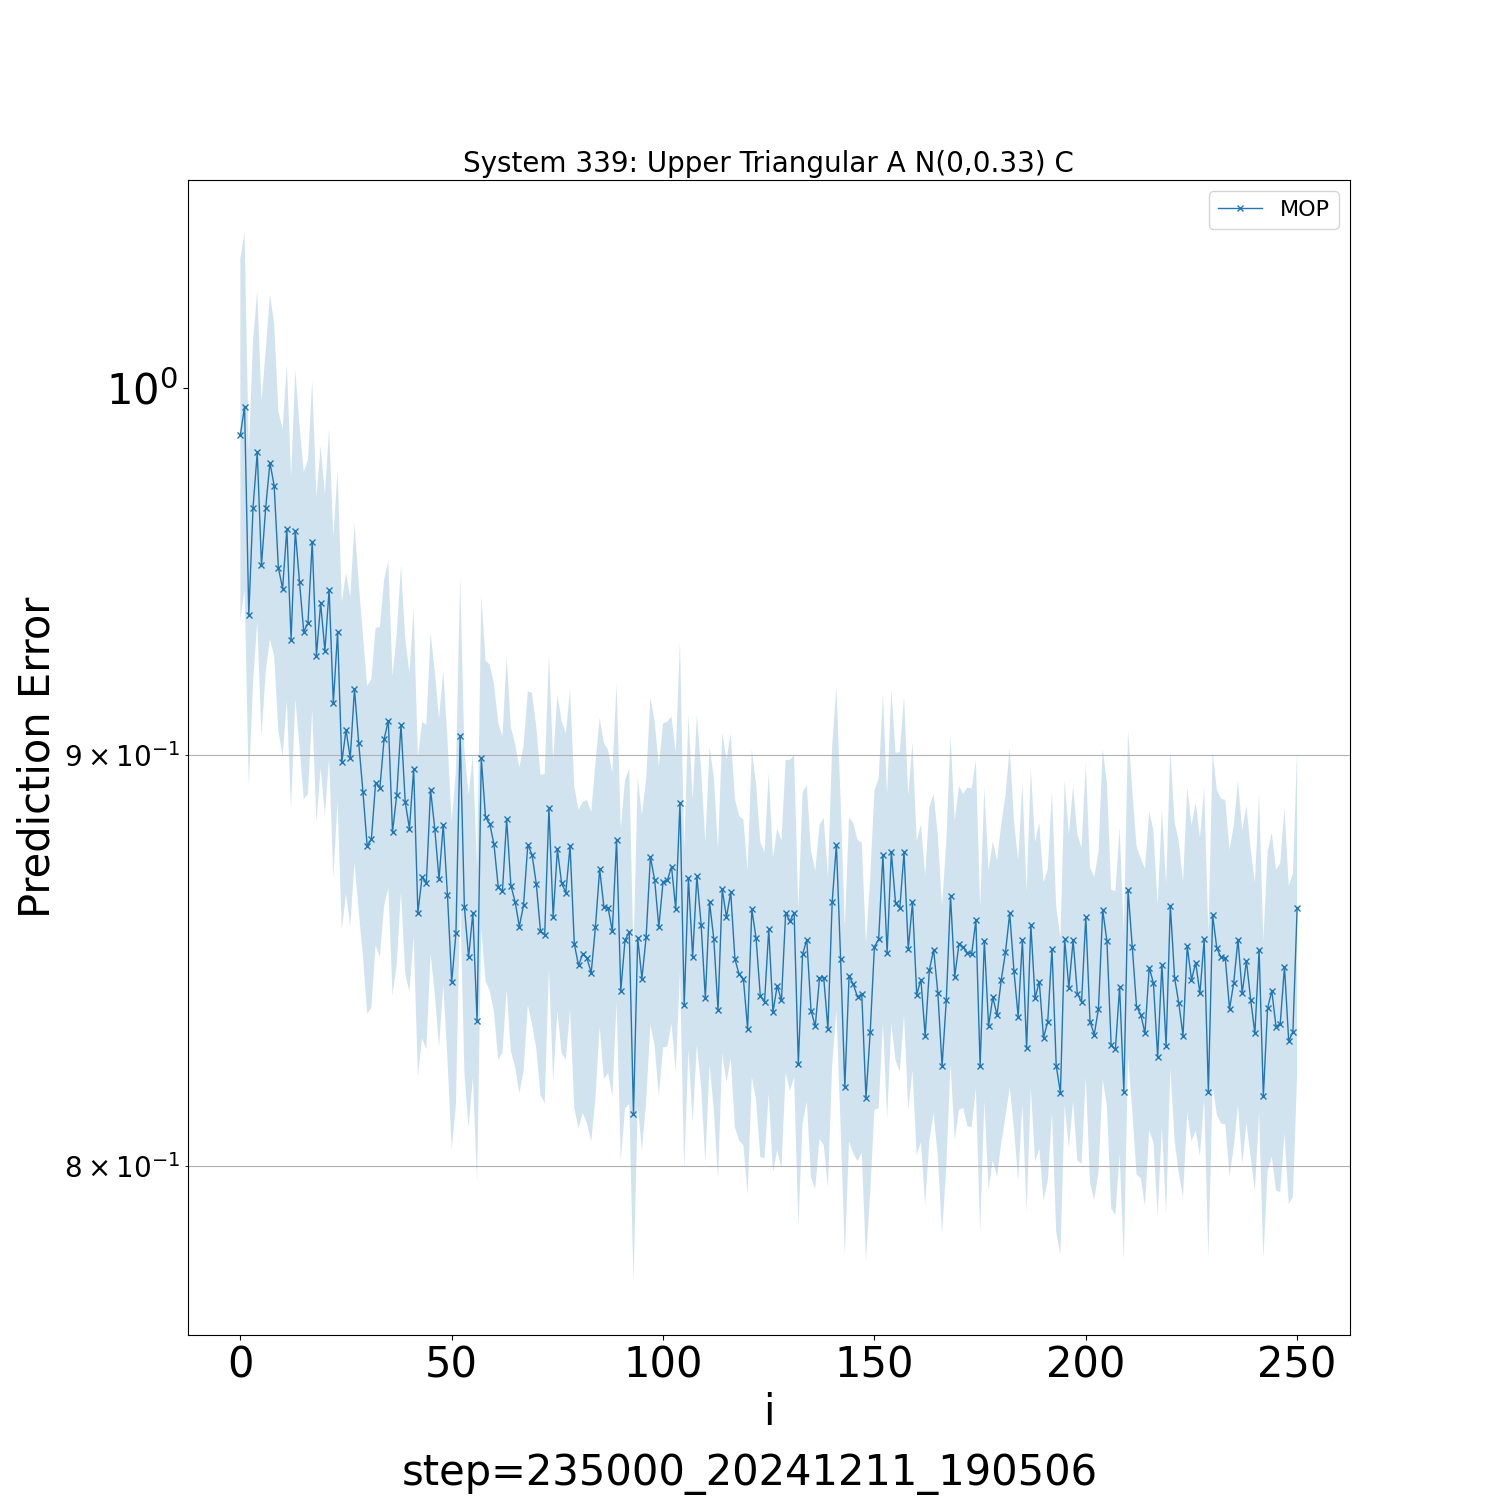 System 339: Upper Triangular A N(0,0.33) C
MOP
10⁰
9 × 10⁻¹
8 × 10⁻¹
Prediction Error
0 50 100 150 200 250
i
step=235000_20241211_190506